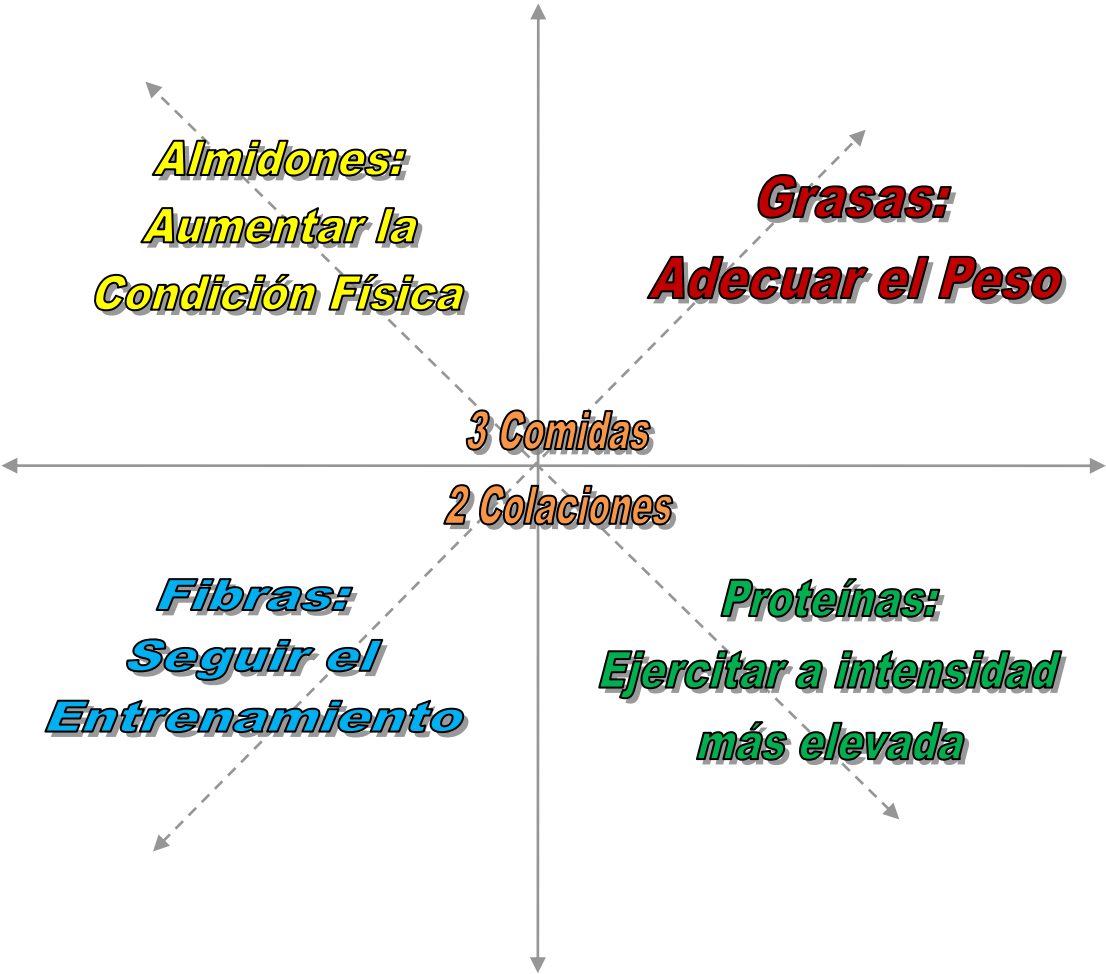 Almidones:
Aumentar la
Condición Física
Grasas:
Adecuar el Peso
3 Comidas
2 Colaciones
Fibras:
Seguir el
Entrenamiento
Proteínas:
Ejercitar a intensidad
más elevada